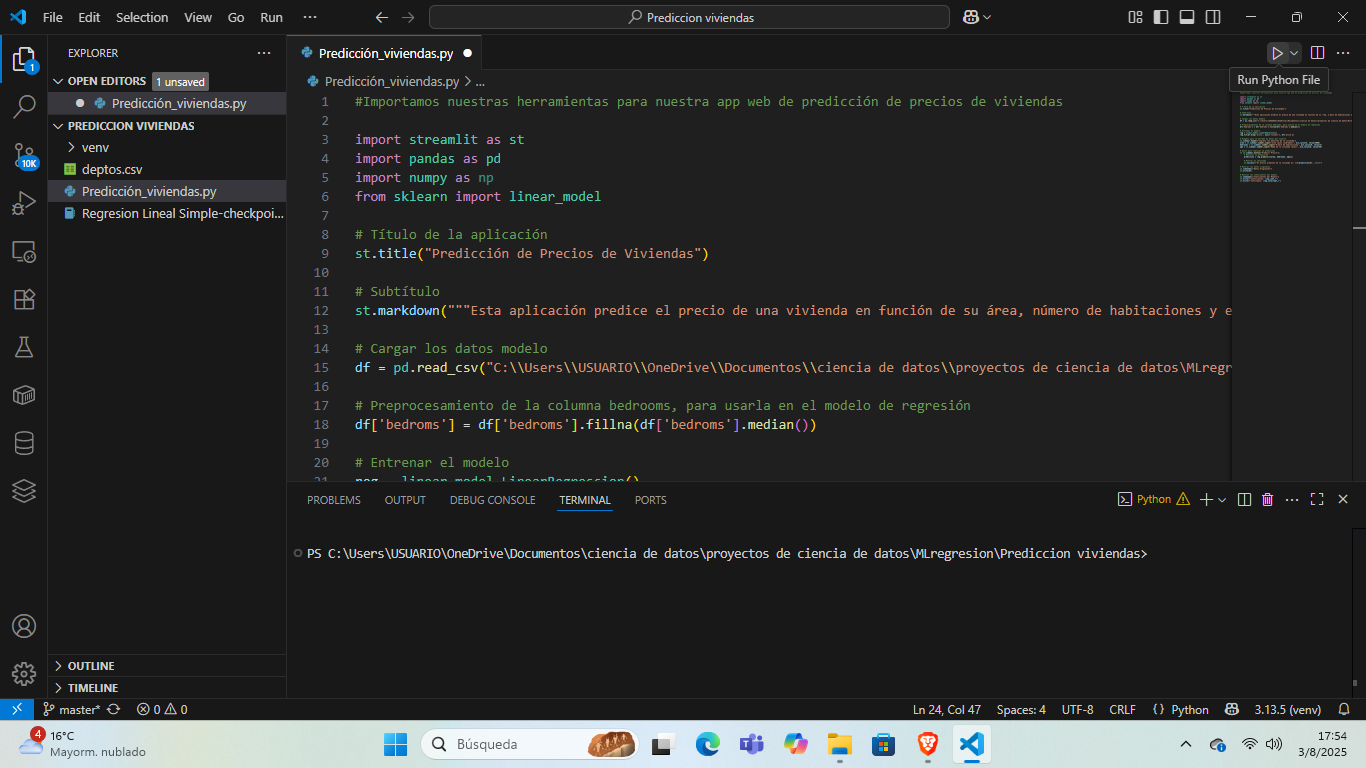 File Edit Selection View Go Run ··· Prediccion viviendas
EXPLORER ···
OPEN EDITORS 1 unsaved
Predicción_viviendas.py
PREDICCION VIVIENDAS
venv
deptos.csv
Predicción_viviendas.py
Regresion Lineal Simple-checkpoi...
OUTLINE
TIMELINE
1
10K
Predicción_viviendas.py
Run Python File
Predicción_viviendas.py > ...
1 #Importamos nuestras herramientas para nuestra app web de predicción de precios de viviendas
2
3 import streamlit as st
4 import pandas as pd
5 import numpy as np
6 from sklearn import linear_model
7
8 # Título de la aplicación
9 st.title("Predicción de Precios de Viviendas")
10
11 # Subtítulo
12 st.markdown("""Esta aplicación predice el precio de una vivienda en función de su área, número de habitaciones y e
13
14 # Cargar los datos modelo
15 df = pd.read_csv("C:\\Users\\USUARIO\\OneDrive\\Documentos\\ciencia de datos\\proyectos de ciencia de datos\MLregr
16
17 # Preprocesamiento de la columna bedrooms, para usarla en el modelo de regresión
18 df['bedroms'] = df['bedroms'].fillna(df['bedroms'].median())
19
20 # Entrenar el modelo
21 reg = linear_model.LinearRegression()
PROBLEMS OUTPUT DEBUG CONSOLE TERMINAL PORTS Python
PS C:\Users\USUARIO\OneDrive\Documentos\ciencia de datos\proyectos de ciencia de datos\MLregresion\Prediccion viviendas>
master* 0 0 Ln 24, Col 47 Spaces: 4 UTF-8 CRLF {} Python 3.13.5 (venv)
4
16°C
Mayorm. nublado
Búsqueda
17:54
3/8/2025